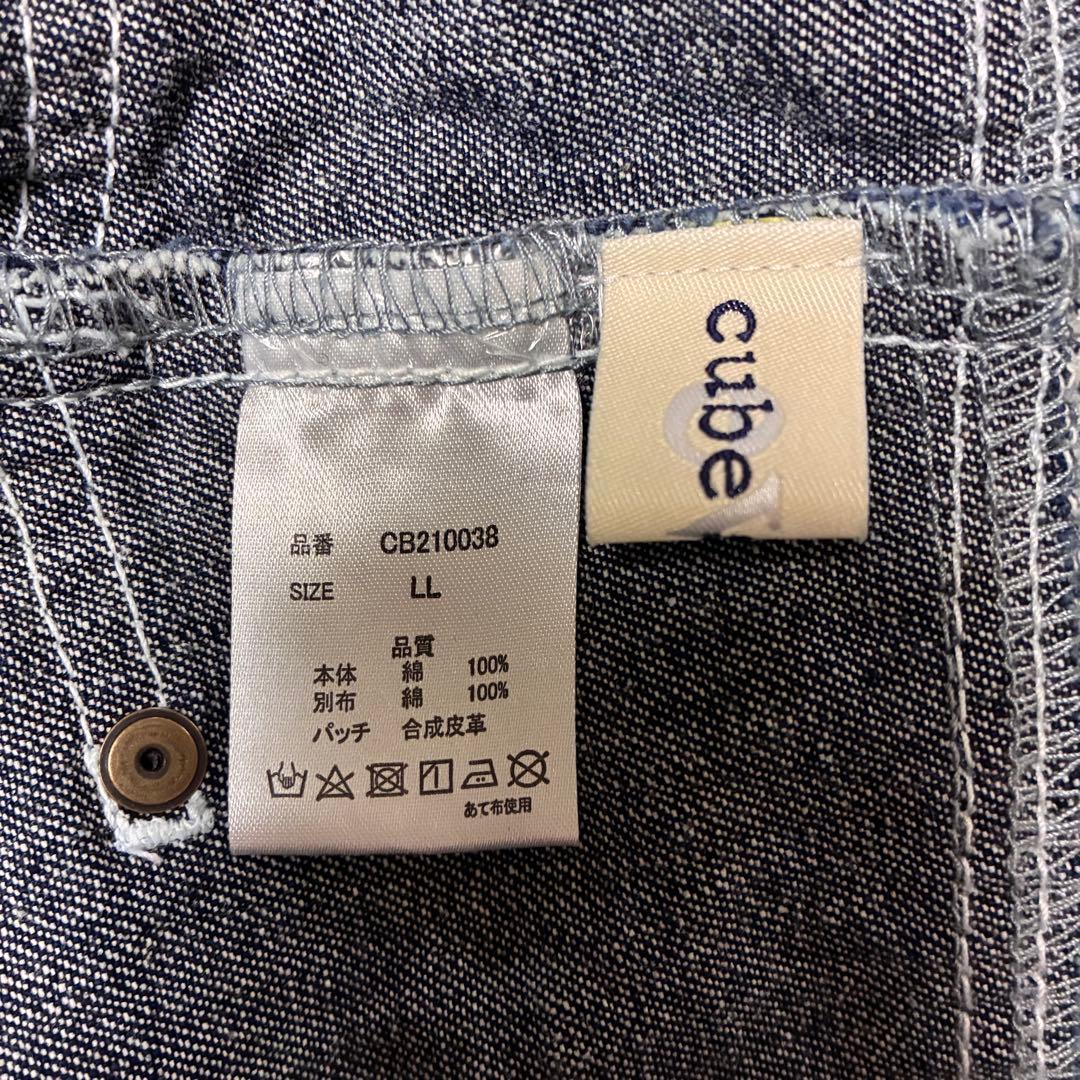 cube
品番 CB210038
SIZE LL
品質
本体 綿 100%
別布 綿 100%
パッチ 合成皮革
あて布使用